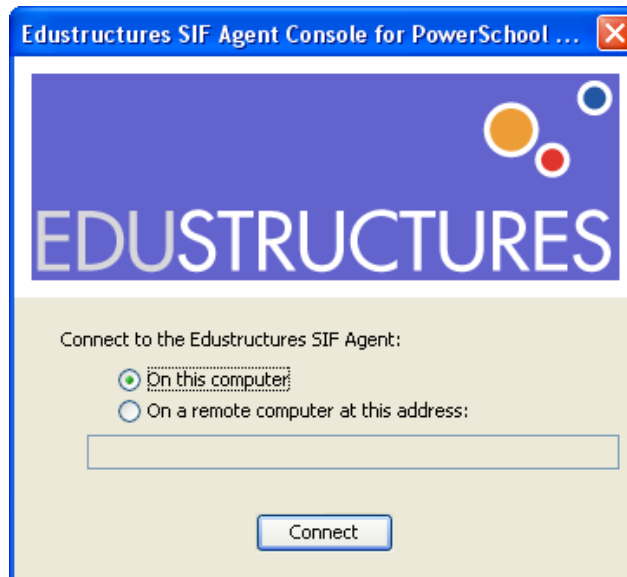 Edustructures SIF Agent Console for PowerSchool ...
EDUSTRUCTURES
Connect to the Edustructures SIF Agent:
On this computer
On a remote computer at this address:
Connect